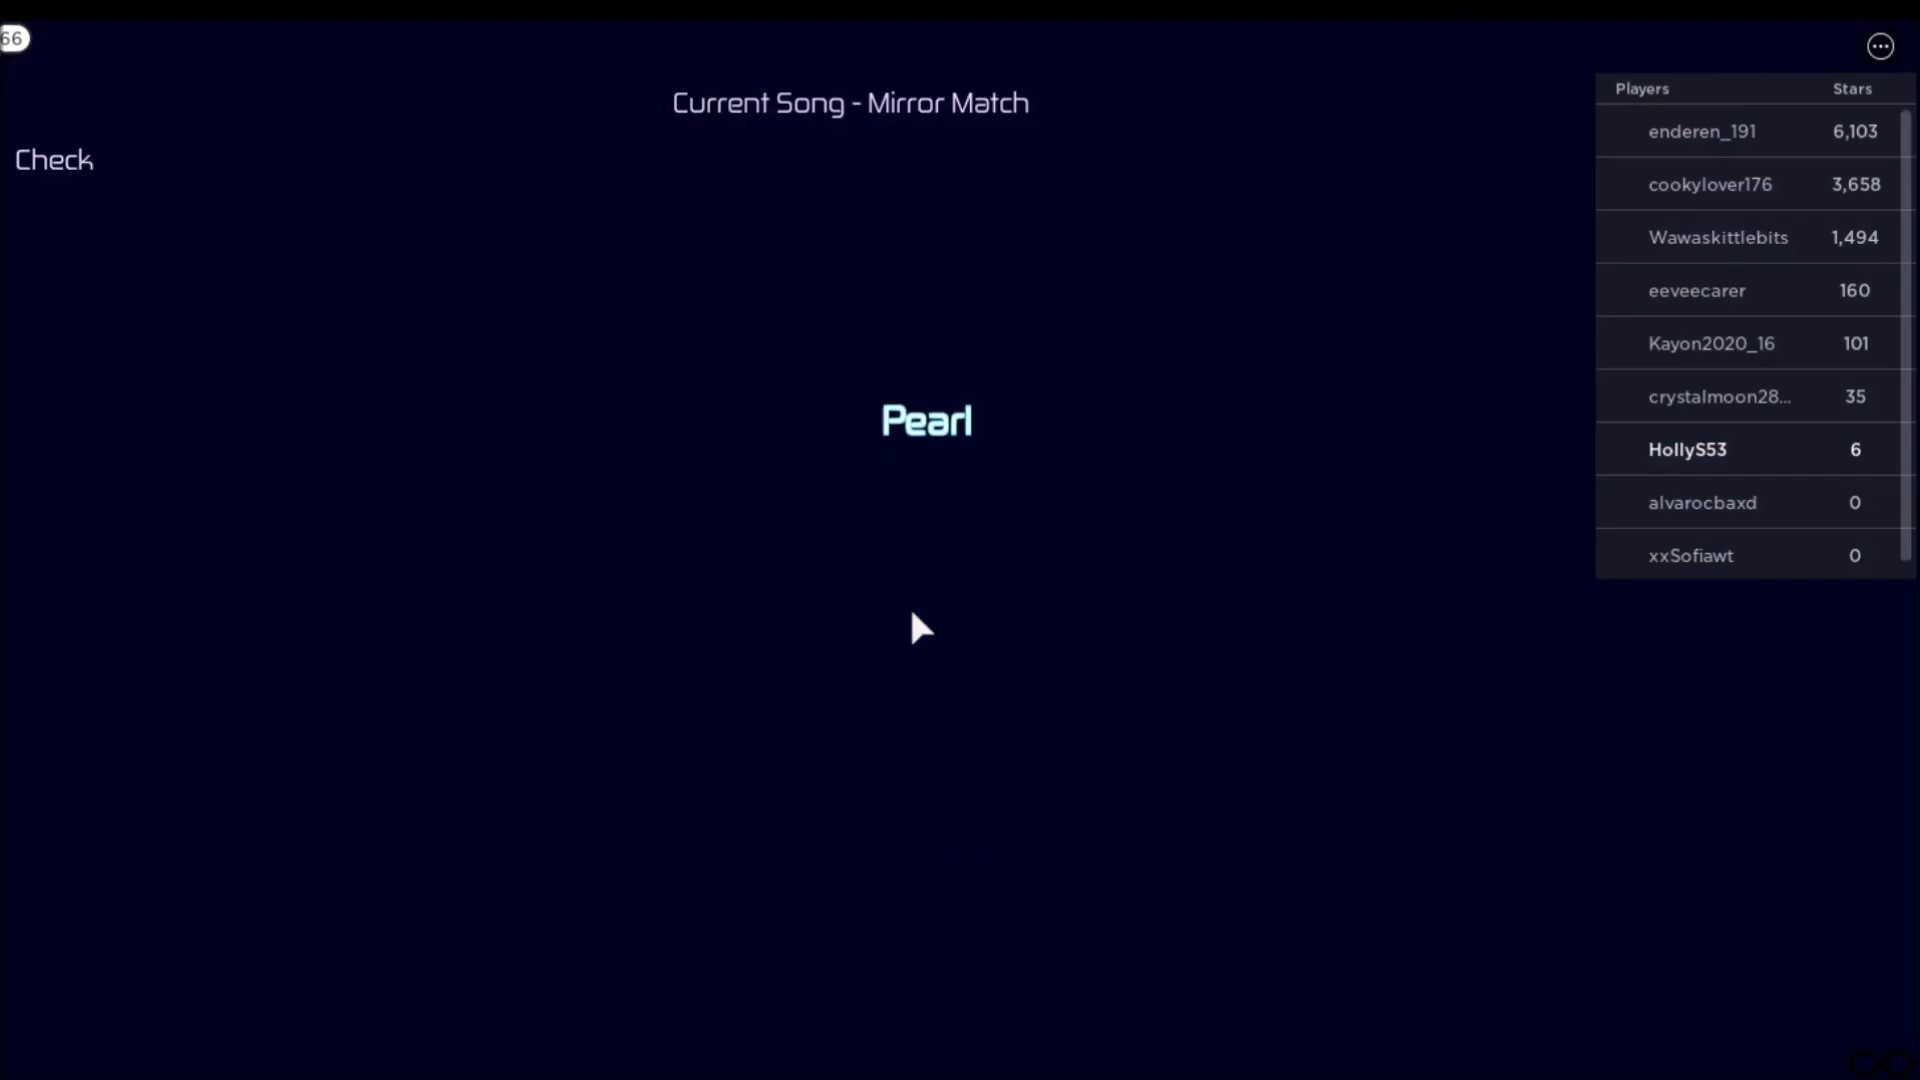 66
Current Song - Mirror Match
Check
Pearl
Players Stars
enderen_191 6,103
cookylover176 3,658
Wawaskittlebits 1,494
eeveecarer 160
Kayon2020_16 101
crystalmoon28... 35
HollyS53 6
alvarocbaxd 0
xxSofiawt 0